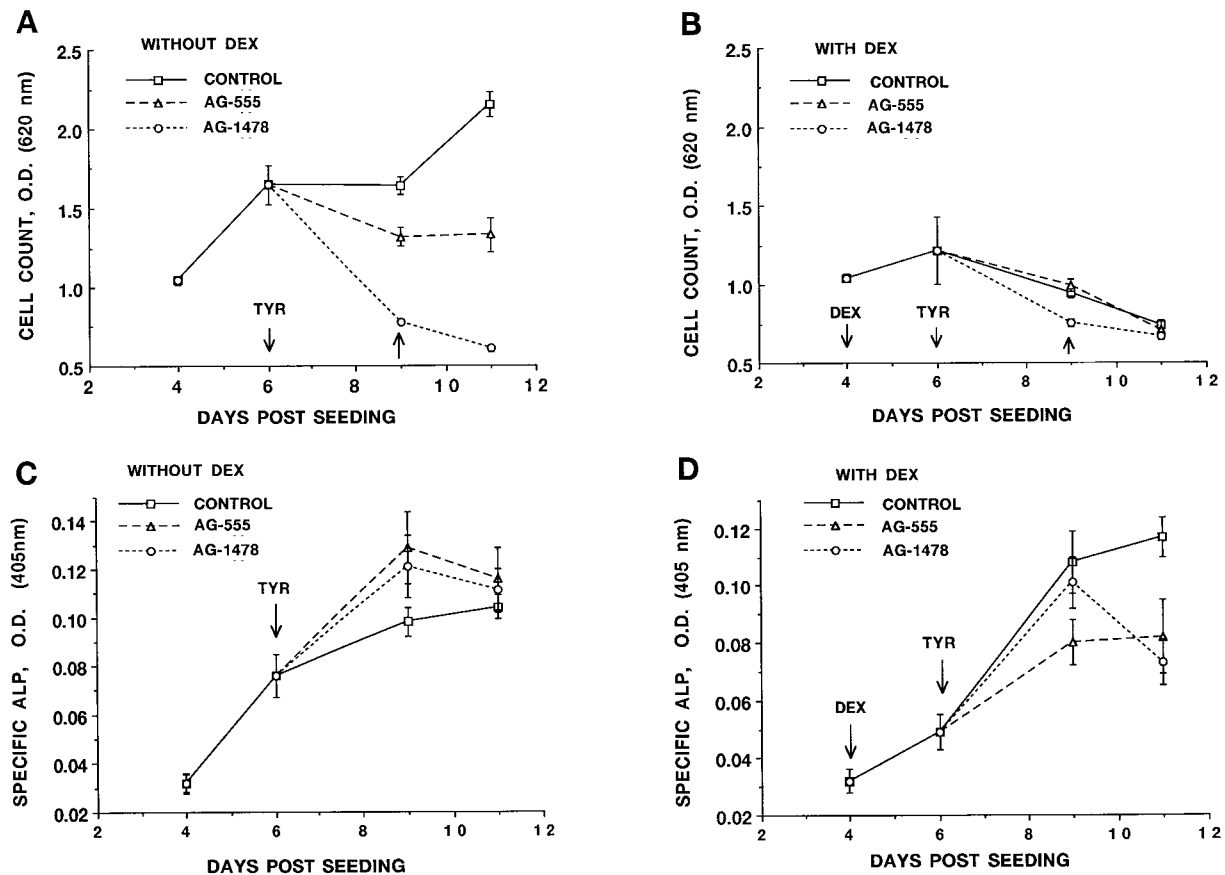 A
WITHOUT DEX
CONTROL
AG-555
AG-1478
2.5
2.0
1.5
1.0
0.5
CELL COUNT, O.D. (620 nm)
TYR
2 4 6 8 10 12
DAYS POST SEEDING
B
WITH DEX
CONTROL
AG-555
AG-1478
2.5
2.0
1.5
1.0
0.5
CELL COUNT, O.D. (620 nm)
DEX TYR
2 4 6 8 10 12
DAYS POST SEEDING
C
WITHOUT DEX
CONTROL
AG-555
AG-1478
0.14
0.12
0.10
0.08
0.06
0.04
0.02
SPECIFIC ALP, O.D. (405nm)
TYR
2 4 6 8 10 12
DAYS POST SEEDING
D
WITH DEX
CONTROL
AG-555
AG-1478
0.12
0.10
0.08
0.06
0.04
0.02
SPECIFIC ALP, O.D. (405 nm)
TYR
DEX
2 4 6 8 10 12
DAYS POST SEEDING